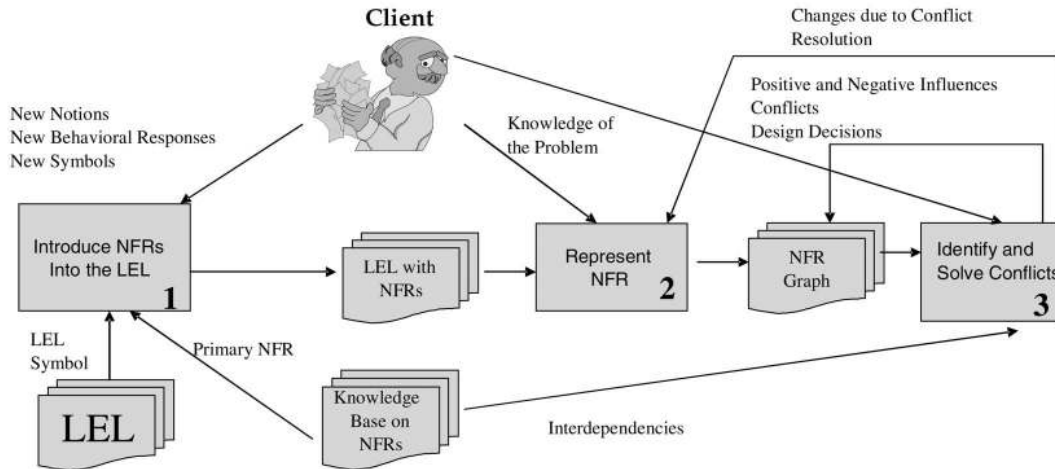 Client
Changes due to Conflict
Resolution
Positive and Negative Influences
Conflicts
Design Decisions
New Notions
New Behavioral Responses
New Symbols
Knowledge of
the Problem
Introduce NFRs
Into the LEL
1
LEL with
NFRs
Represent
NFR
2
NFR
Graph
Identify and
Solve Conflicts
3
LEL
Symbol
Primary NFR
LEL
Knowledge
Base on
NFRs
Interdependencies